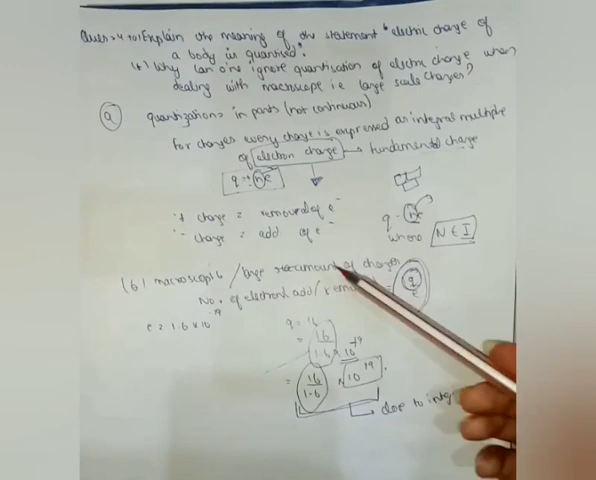 Ques→4 (a) Explain the meaning of the statement "electric charge of
a body is quantised".
(b) Why can one ignore quantisation of electric charge when
dealing with macroscopic i.e large scale charges?
(a) quantization = in parts (not continuous)
for charges every charge is expressed as integral multiple
of electron charge → fundamental charge
q = ± ne
q = ne
∴ + charge = removal of e⁻
∴ - charge = add of e⁻
where N ∈ I
(b) macroscopic / large amount of charges
No. of electrons add/ = q/e
e = 1.6 x 10⁻¹⁹
q = 16
= 16 / 1.6 x 10⁻¹⁹
= 16/1.6 x 10¹⁹
close to